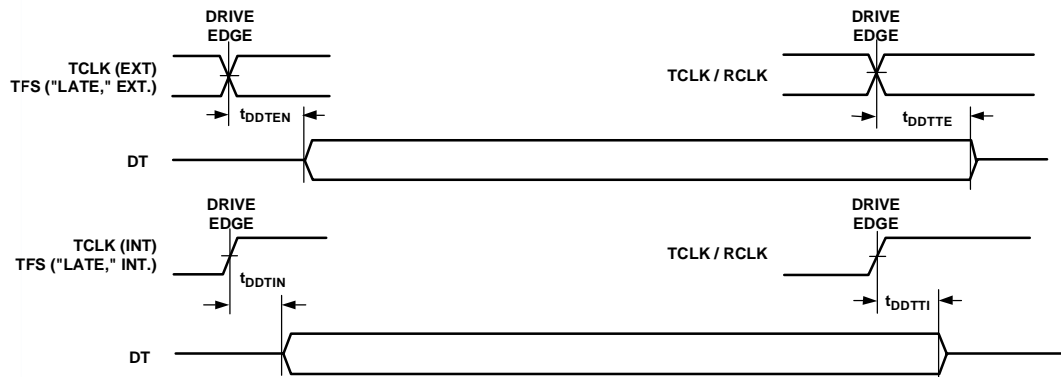 DRIVE
EDGE
DRIVE
EDGE
TCLK (EXT)
TFS ("LATE," EXT.)
TCLK / RCLK
tDDTEN
tDDTTE
DT
DRIVE
EDGE
DRIVE
EDGE
TCLK (INT)
TFS ("LATE," INT.)
TCLK / RCLK
tDDTIN
tDDTTI
DT